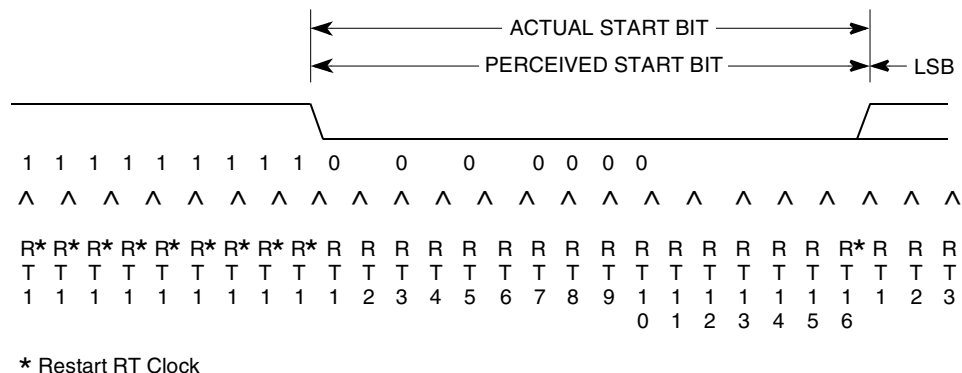 ACTUAL START BIT
PERCEIVED START BIT LSB
1 1 1 1 1 1 1 1 1 0 0 0 0 0 0 0
^ ^ ^ ^ ^ ^ ^ ^ ^ ^ ^ ^ ^ ^ ^ ^ ^ ^ ^ ^ ^ ^ ^
R* R* R* R* R* R* R* R* R* R R R R R R R R R R R R R R R R* R R R
T T T T T T T T T T T T T T T T T T T T T T T T T T T T
1 1 1 1 1 1 1 1 1 1 2 3 4 5 6 7 8 9 1 1 1 1 1 1 1 1 2 3
0 1 2 3 4 5 6
* Restart RT Clock